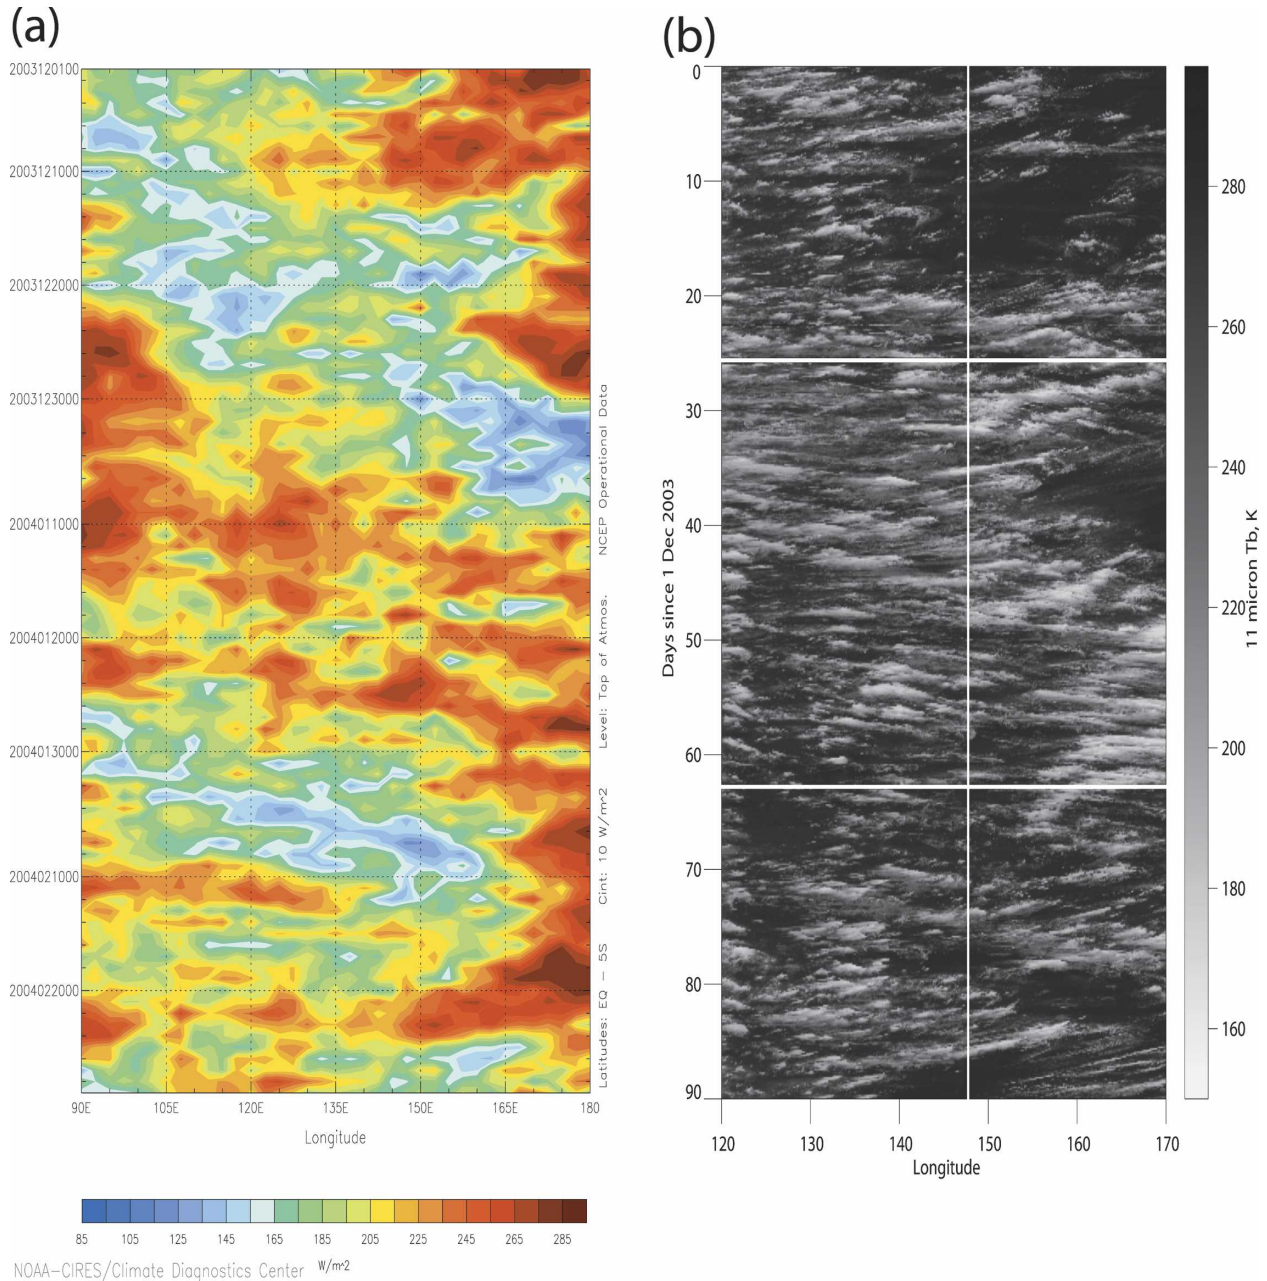 (a)
2003120100
2003121000
2003122000
2003123000
2004011000
2004012000
2004013000
2004021000
2004022000
90E 105E 120E 135E 150E 165E 180
Longitude
Latitudes: EQ - 5S Cint: 10 W/m^2 Level: Top of Atmos. NCEP Operational Data
85 105 125 145 165 185 205 225 245 265 285
W/m^2
NOAA-CIRES/Climate Diagnostics Center
(b)
0
10
20
30
40
50
60
70
80
90
Days since 1 Dec 2003
120 130 140 150 160 170
Longitude
280
260
240
220
200
180
160
11 micron Tb, K